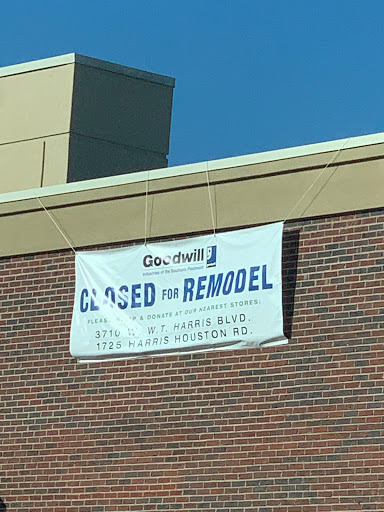 Goodwill
Industries of the Southern Piedmont
CLOSED FOR REMODEL
PLEASE & DONATE AT OUR NEAREST STORES:
3710 W. W.T. HARRIS BLVD.
1725 HARRIS HOUSTON RD.